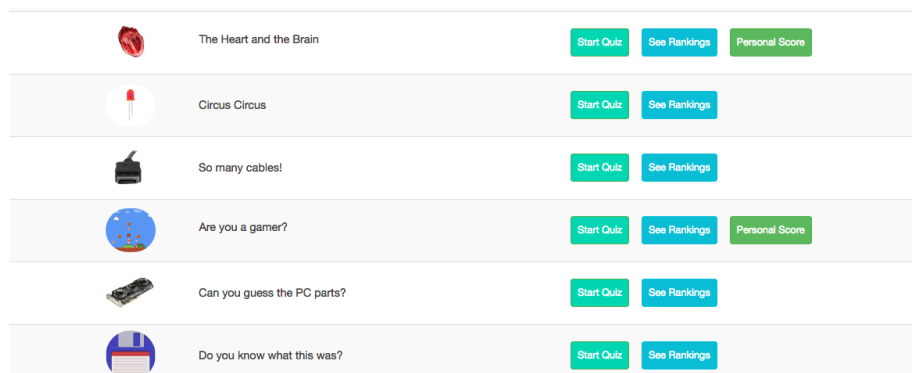 The Heart and the Brain Start Quiz See Rankings Personal Score
Circus Circus Start Quiz See Rankings
So many cables! Start Quiz See Rankings
Are you a gamer? Start Quiz See Rankings Personal Score
Can you guess the PC parts? Start Quiz See Rankings
Do you know what this was? Start Quiz See Rankings